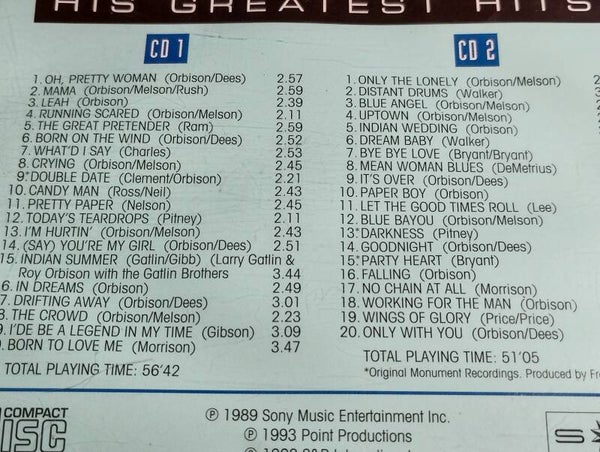 HIS GREATEST HITS
CD 1
1. OH, PRETTY WOMAN (Orbison/Dees) 2.57
2. MAMA (Orbison/Melson/Rush) 2.59
3. LEAH (Orbison) 2.39
4. RUNNING SCARED (Orbison/Melson) 2.11
5. THE GREAT PRETENDER (Ram) 2.59
6. BORN ON THE WIND (Orbison/Dees) 2.52
7. WHAT'D I SAY (Charles) 2.53
8. CRYING (Orbison/Melson) 2.45
9.*DOUBLE DATE (Clement/Orbison) 2.21
10. CANDY MAN (Ross/Neil) 2.43
11. PRETTY PAPER (Nelson) 2.45
12. TODAY'S TEARDROPS (Pitney) 2.11
13. I'M HURTIN' (Orbison/Melson) 2.43
14. (SAY) YOU'RE MY GIRL (Orbison/Dees) 2.51
15. INDIAN SUMMER (Gatlin/Gibb) (Larry Gatlin &
Roy Orbison with the Gatlin Brothers 3.44
6. IN DREAMS (Orbison) 2.49
7. DRIFTING AWAY (Orbison/Dees) 3.01
8. THE CROWD (Orbison/Melson) 2.23
9. I'DE BE A LEGEND IN MY TIME (Gibson) 3.09
0. BORN TO LOVE ME (Morrison) 3.47
TOTAL PLAYING TIME: 56'42
CD 2
1. ONLY THE LONELY (Orbison/Melson)
2. DISTANT DRUMS (Walker)
3. BLUE ANGEL (Orbison/Melson)
4. UPTOWN (Orbison/Melson)
5. INDIAN WEDDING (Orbison)
6. DREAM BABY (Walker)
7. BYE BYE LOVE (Bryant/Bryant)
8. MEAN WOMAN BLUES (DeMetrius)
9. IT'S OVER (Orbison/Dees)
10. PAPER BOY (Orbison)
11. LET THE GOOD TIMES ROLL (Lee)
12. BLUE BAYOU (Orbison/Melson)
13.*DARKNESS (Pitney)
14. GOODNIGHT (Orbison/Dees)
15.*PARTY HEART (Bryant)
16. FALLING (Orbison)
17. NO CHAIN AT ALL (Morrison)
18. WORKING FOR THE MAN (Orbison)
19. WINGS OF GLORY (Price/Price)
20. ONLY WITH YOU (Orbison/Dees)
TOTAL PLAYING TIME: 51'05
*Original Monument Recordings. Produced by Fr
COMPACT
DISC
℗ 1989 Sony Music Entertainment Inc.
℗ 1993 Point Productions
S